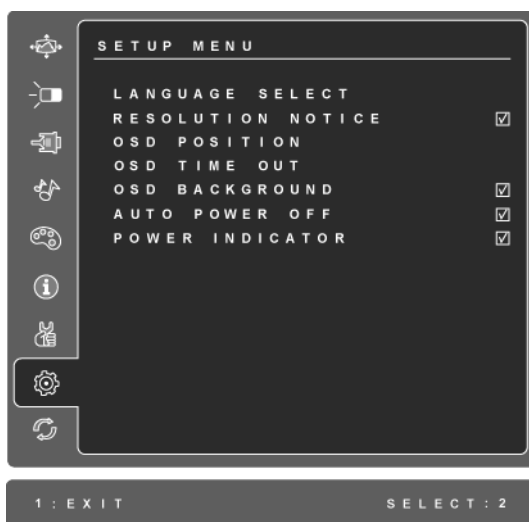 SETUP MENU
LANGUAGE SELECT
RESOLUTION NOTICE
OSD POSITION
OSD TIME OUT
OSD BACKGROUND
AUTO POWER OFF
POWER INDICATOR
1:EXIT
SELECT:2